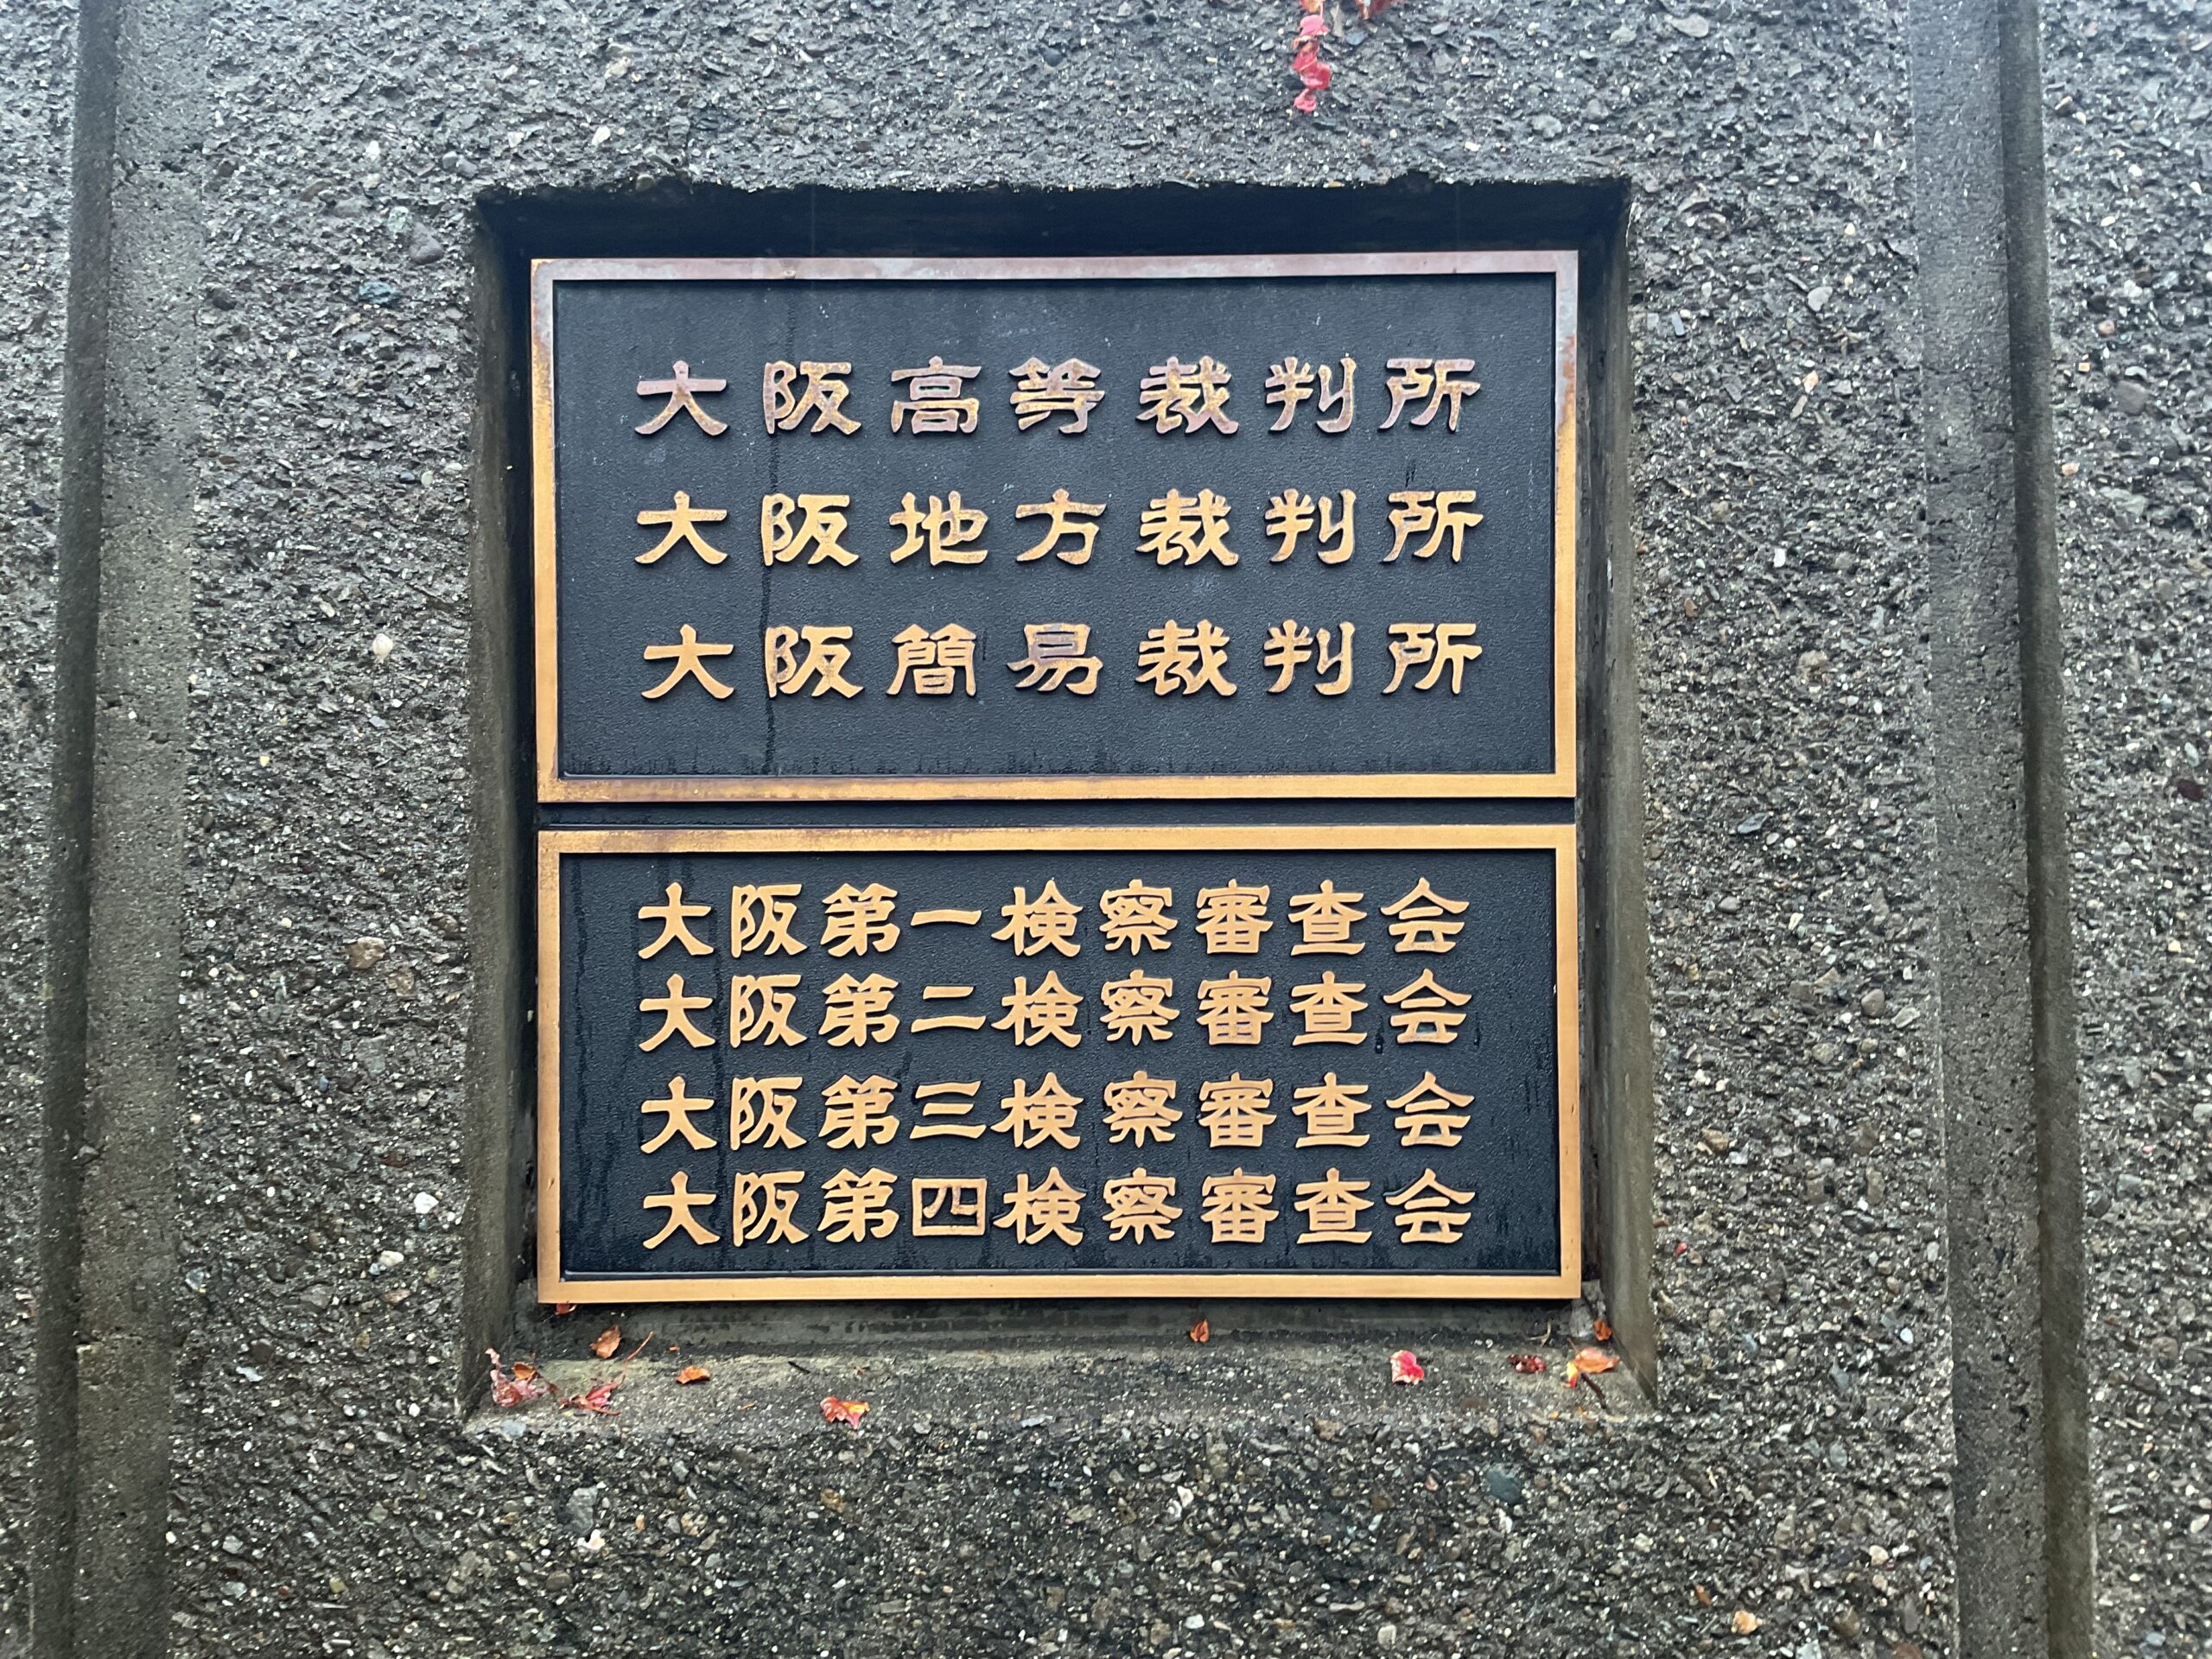 大阪高等裁判所
大阪地方裁判所
大阪簡易裁判所
大阪第一検察審査会
大阪第二検察審査会
大阪第三検察審査会
大阪第四検察審査会